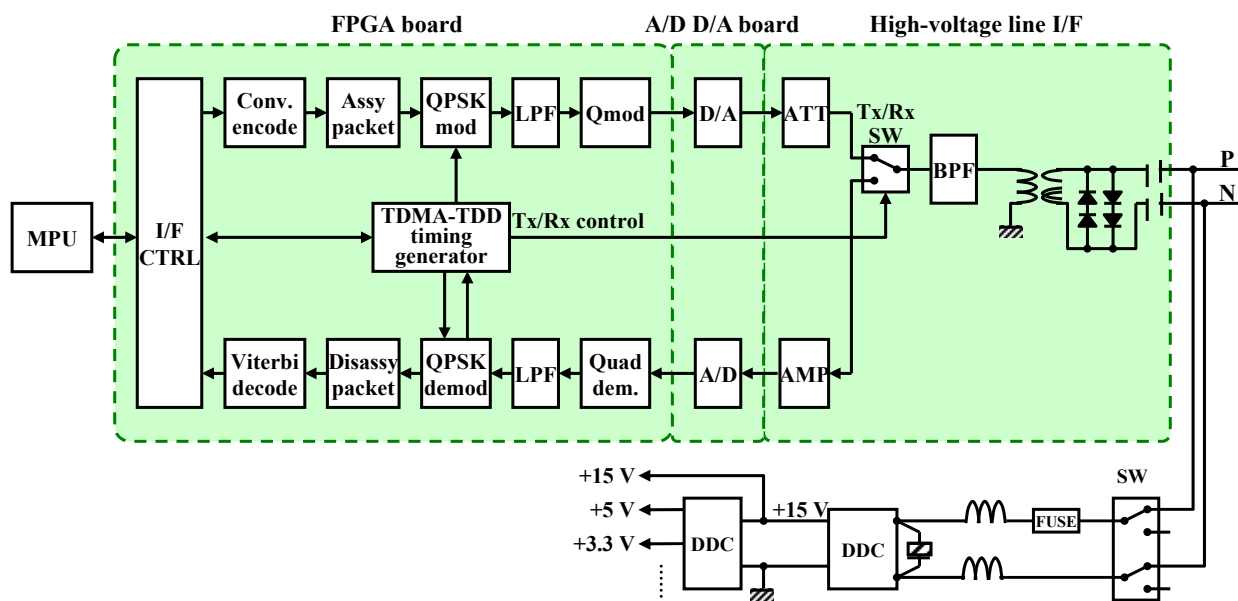 FPGA board
A/D D/A board
High-voltage line I/F
Conv.
encode
Assy
packet
QPSK
mod
LPF
Qmod
D/A
ATT
Tx/Rx
SW
BPF
P
N
MPU
I/F
CTRL
TDMA-TDD
timing
generator
Tx/Rx control
Viterbi
decode
Disassy
packet
QPSK
demod
LPF
Quad
dem.
A/D
AMP
+15 V
+5 V
+3.3 V
DDC
+15 V
DDC
FUSE
SW